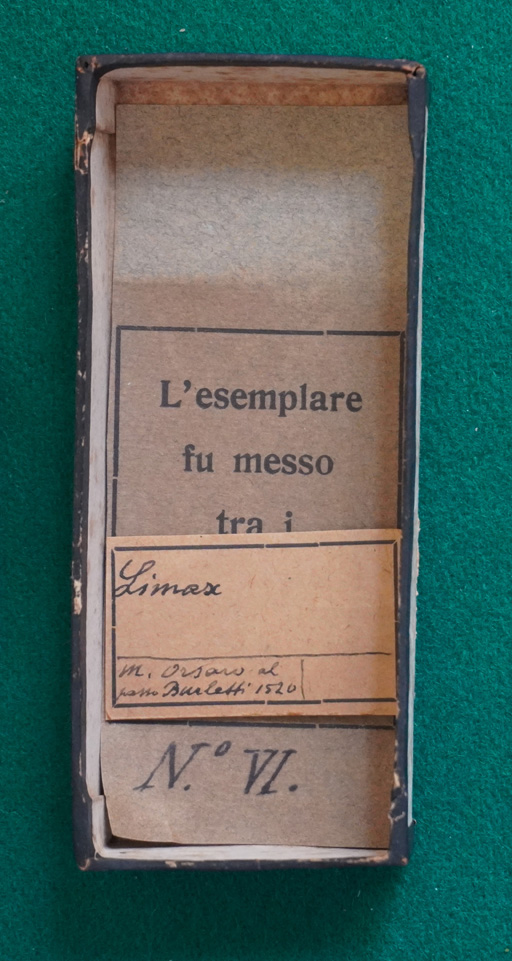 L'esemplare
fu messo
tra i
Limax
M. Orsaro al
passo Burletti 1520
N.° VI.